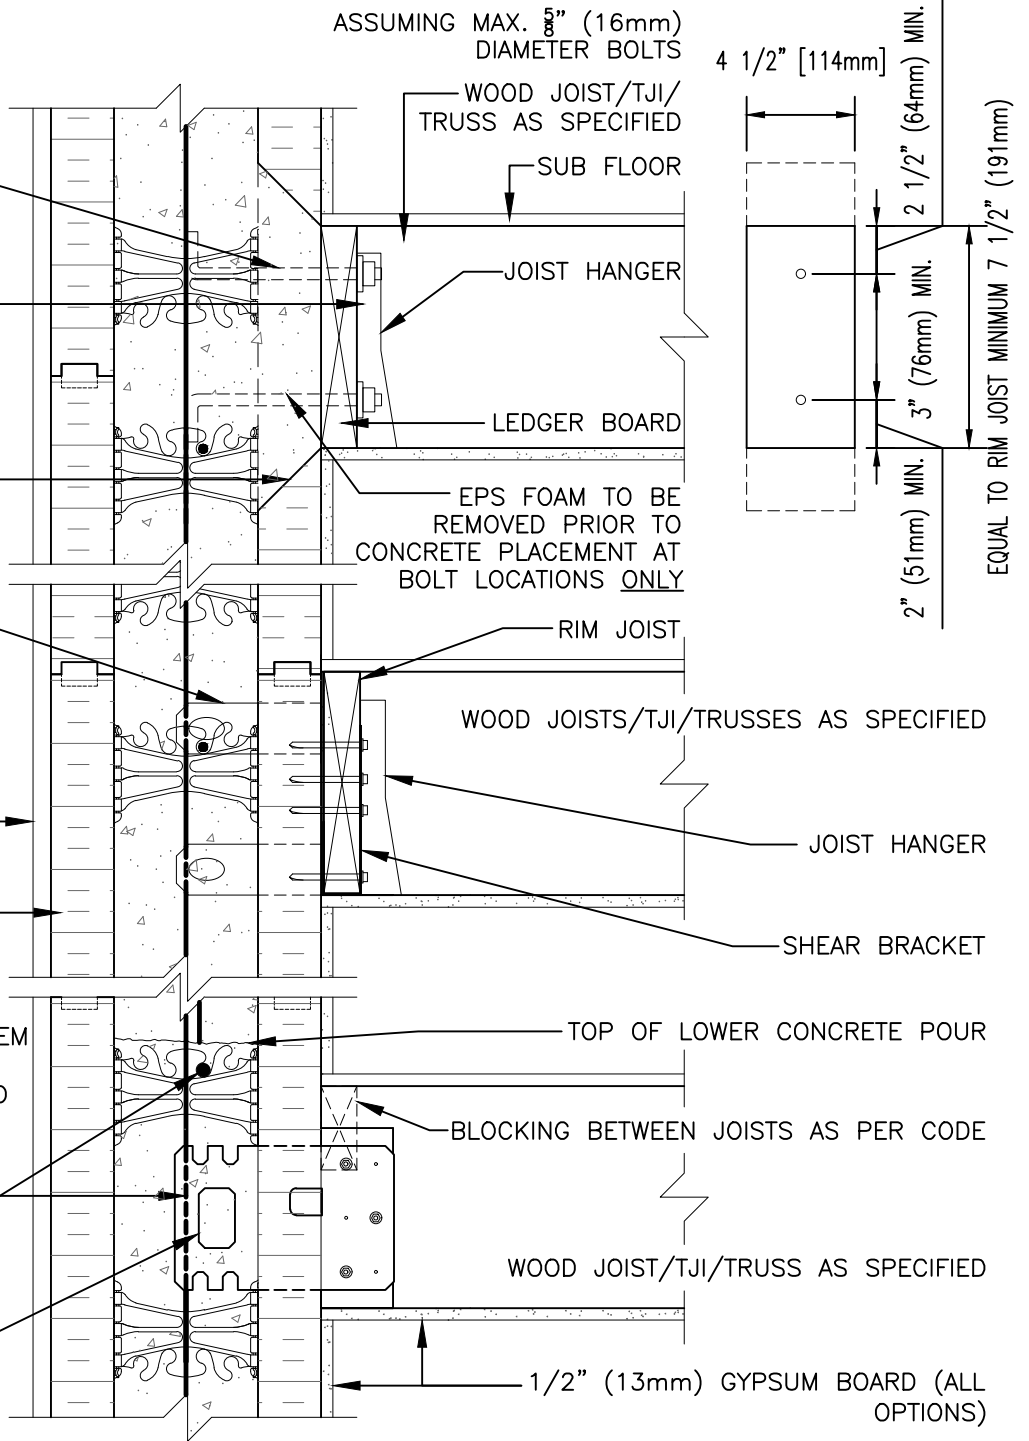 ASSUMING MAX. 5/8" (16mm)
DIAMETER BOLTS
4 1/2" [114mm]
WOOD JOIST/TJI/
TRUSS AS SPECIFIED
SUB FLOOR
2 1/2" (64mm) MIN.
JOIST HANGER
3" (76mm) MIN.
EQUAL TO RIM JOIST MINIMUM 7 1/2" (191mm)
LEDGER BOARD
2" (51mm) MIN.
EPS FOAM TO BE
REMOVED PRIOR TO
CONCRETE PLACEMENT AT
BOLT LOCATIONS ONLY
RIM JOIST
WOOD JOISTS/TJI/TRUSSES AS SPECIFIED
JOIST HANGER
SHEAR BRACKET
EM
TOP OF LOWER CONCRETE POUR
BLOCKING BETWEEN JOISTS AS PER CODE
WOOD JOIST/TJI/TRUSS AS SPECIFIED
1/2" (13mm) GYPSUM BOARD (ALL
OPTIONS)